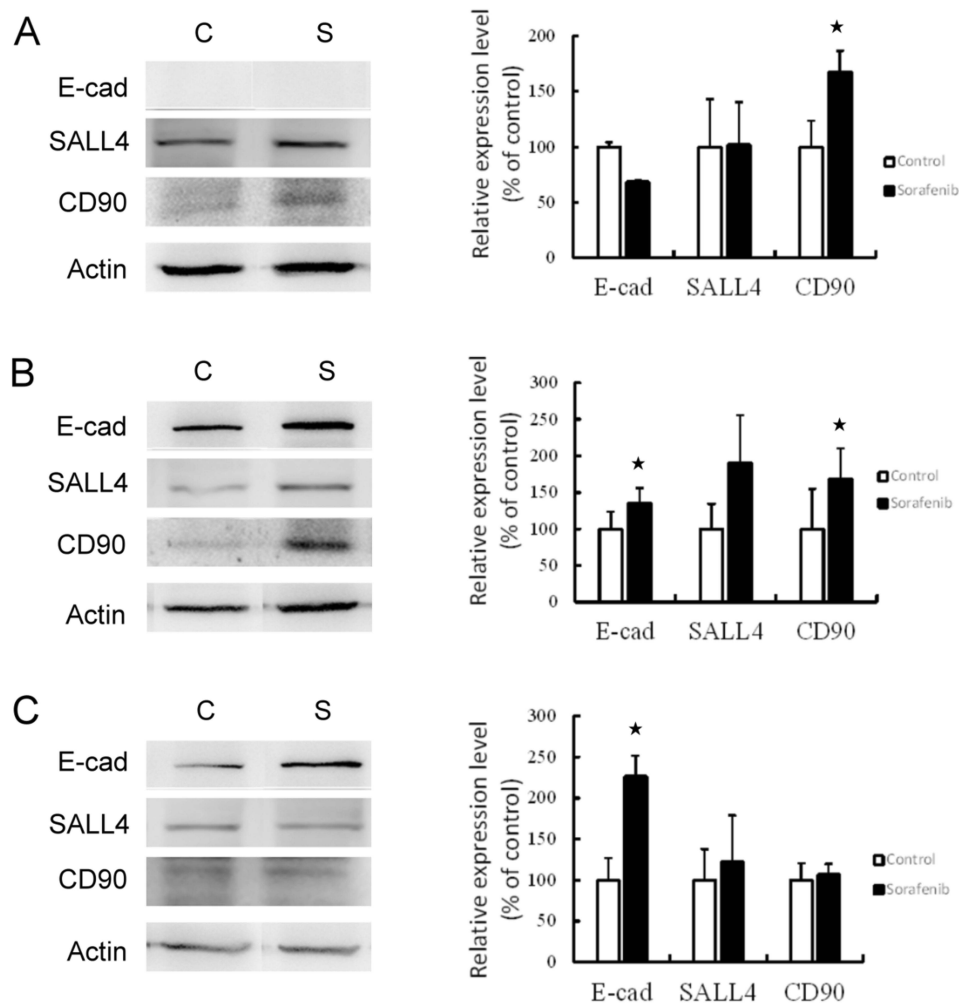 A
C S
E-cad
SALL4
CD90
Actin
Relative expression level
(% of control)
200
150
100
50
0
★
E-cad SALL4 CD90
Control
Sorafenib
B
C S
E-cad
SALL4
CD90
Actin
Relative expression level
(% of control)
300
250
200
150
100
50
0
★ ★
E-cad SALL4 CD90
Control
Sorafenib
C
C S
E-cad
SALL4
CD90
Actin
Relative expression level
(% of control)
300
250
200
150
100
50
0
★
E-cad SALL4 CD90
Control
Sorafenib